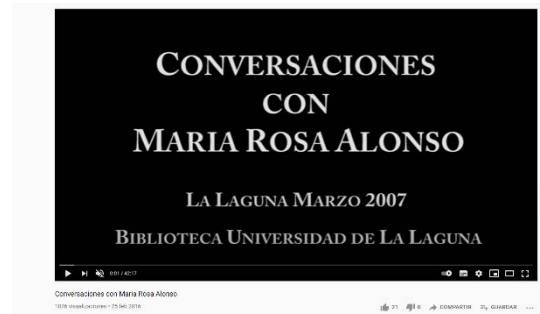 CONVERSACIONES
CON
MARIA ROSA ALONSO
LA LAGUNA MARZO 2007
BIBLIOTECA UNIVERSIDAD DE LA LAGUNA
0:01 / 42:17
Conversaciones con Maria Rosa Alonso
visualizaciones • 25 feb 2016
21 0 COMPARTIR GUARDAR ...